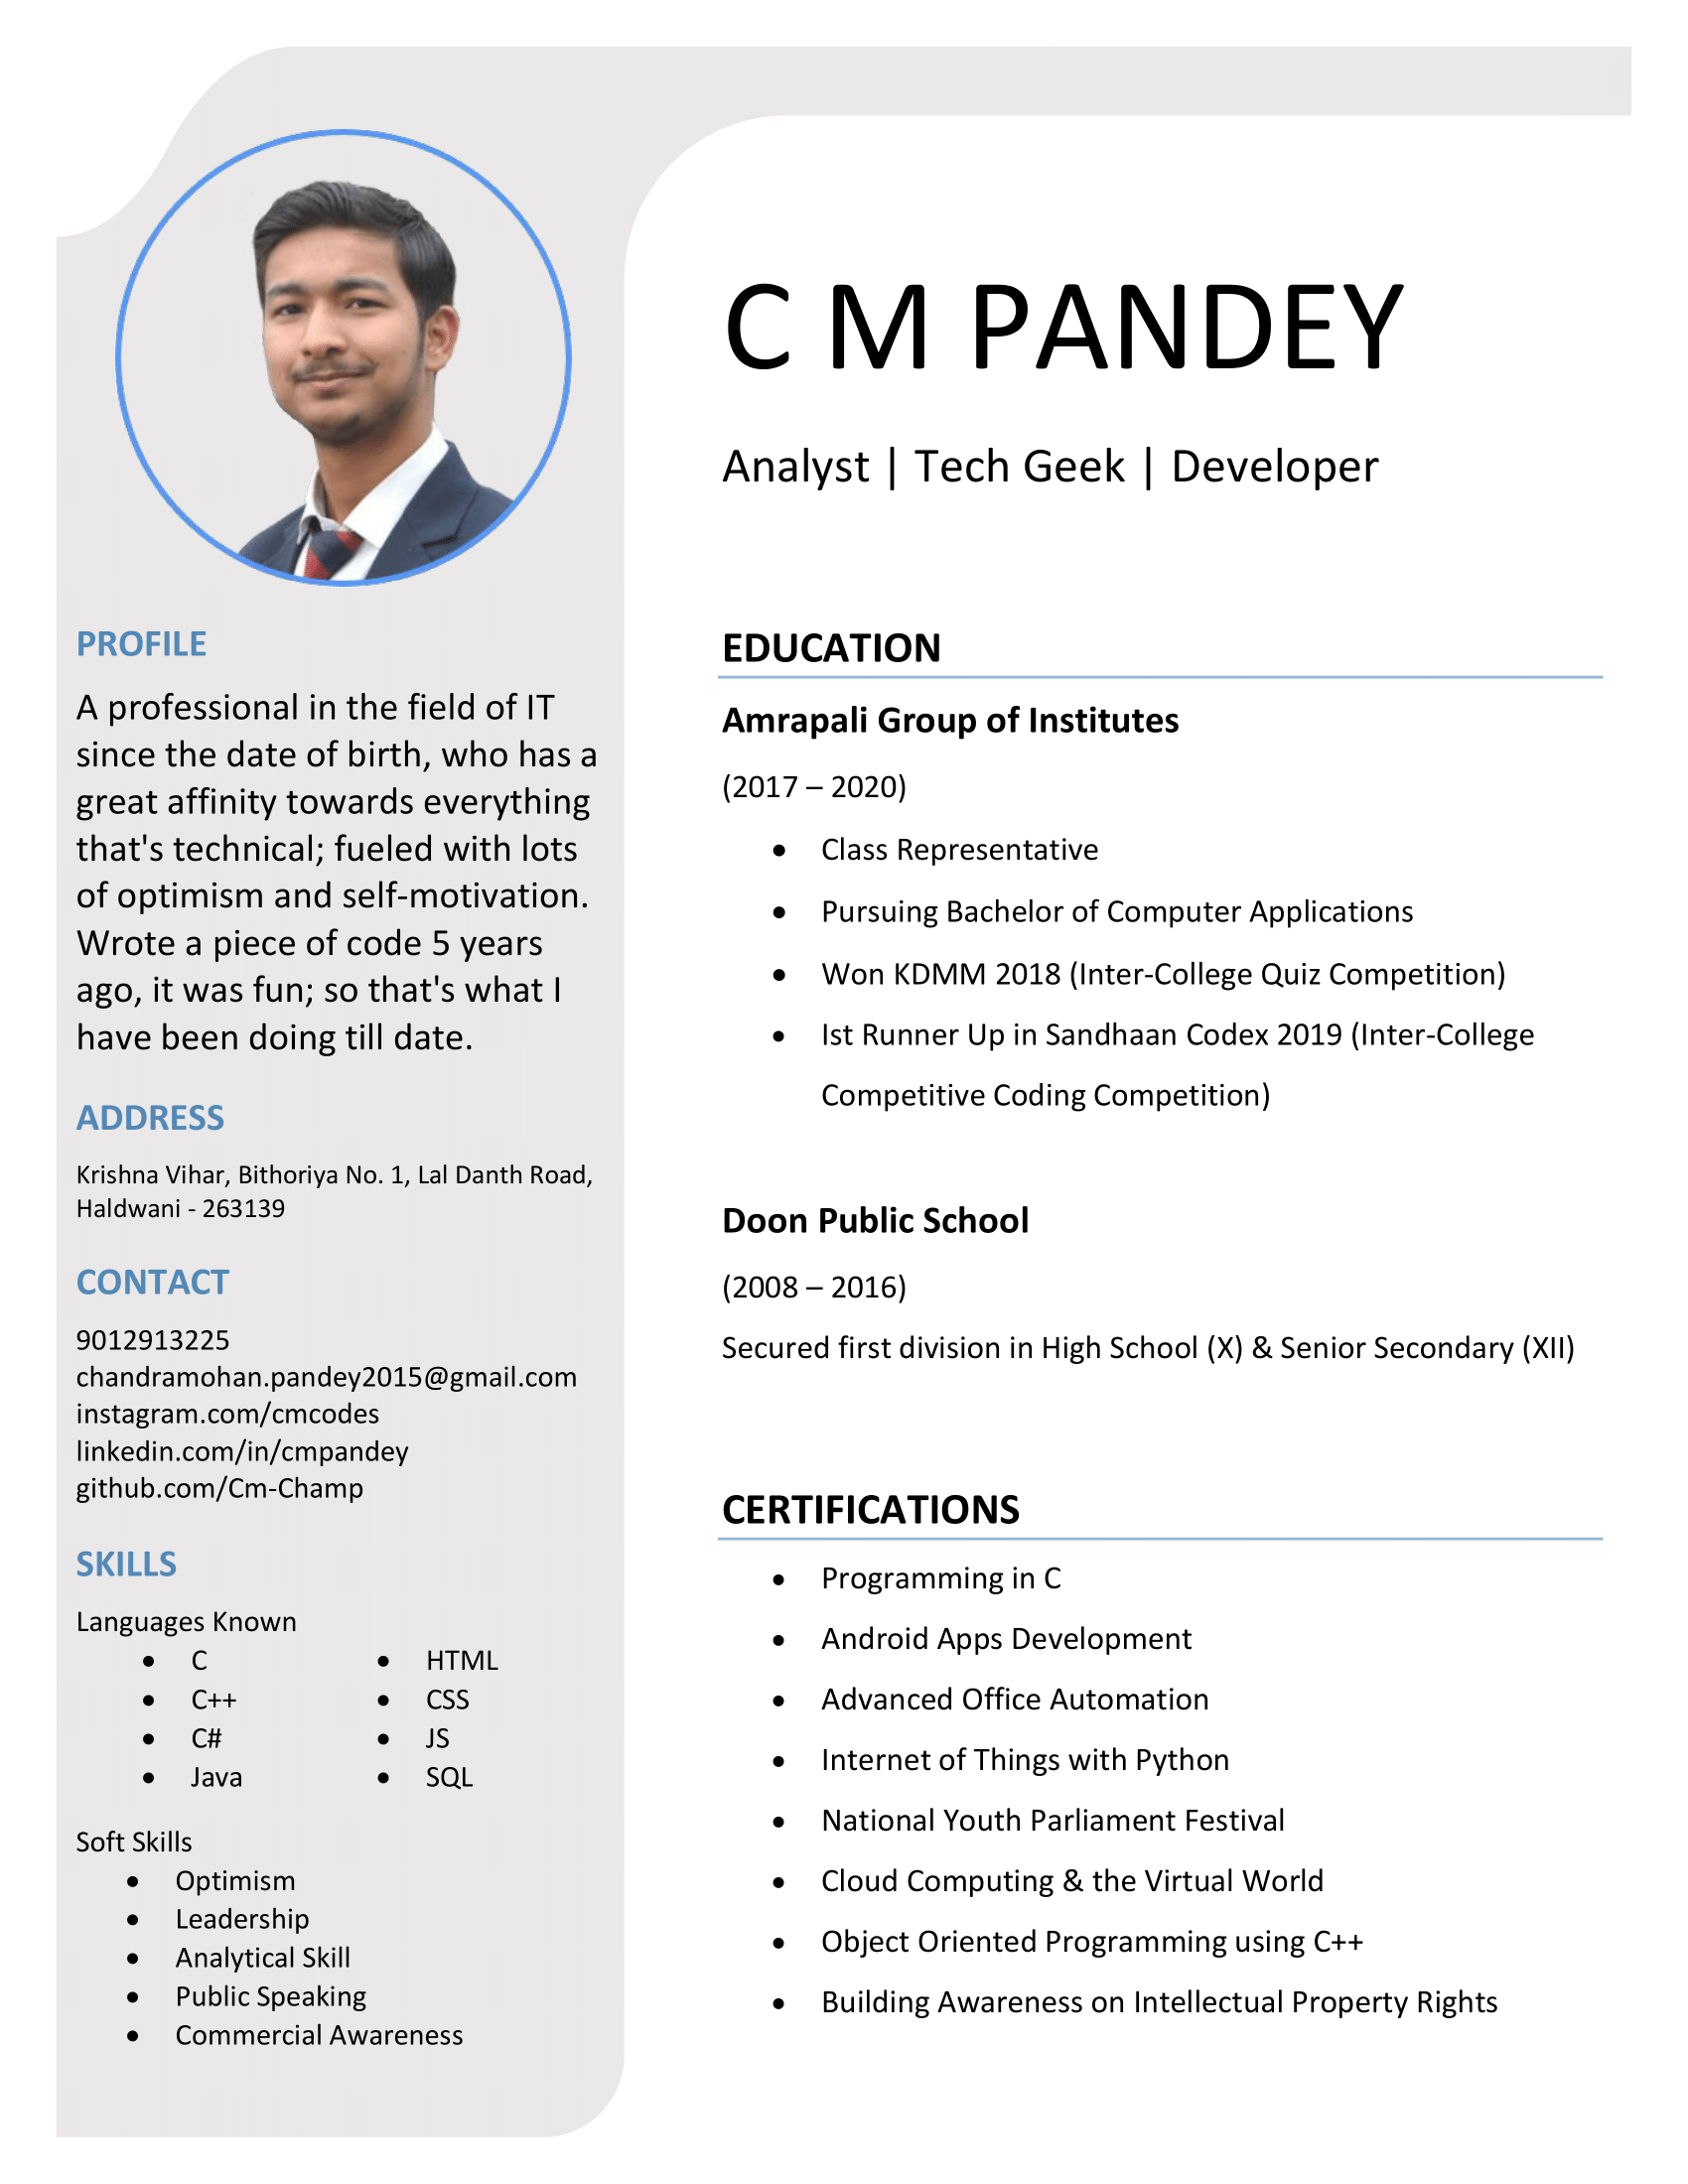 C M PANDEY
Analyst | Tech Geek | Developer
PROFILE
A professional in the field of IT
since the date of birth, who has a
great affinity towards everything
that's technical; fueled with lots
of optimism and self-motivation.
Wrote a piece of code 5 years
ago, it was fun; so that's what I
have been doing till date.
ADDRESS
Krishna Vihar, Bithoriya No. 1, Lal Danth Road,
Haldwani - 263139
CONTACT
9012913225
chandramohan.pandey2015@gmail.com
instagram.com/cmcodes
linkedin.com/in/cmpandey
github.com/Cm-Champ
SKILLS
Languages Known
• C • HTML
• C++ • CSS
• C# • JS
• Java • SQL
Soft Skills
• Optimism
• Leadership
• Analytical Skill
• Public Speaking
• Commercial Awareness
EDUCATION
Amrapali Group of Institutes
(2017 – 2020)
• Class Representative
• Pursuing Bachelor of Computer Applications
• Won KDMM 2018 (Inter-College Quiz Competition)
• Ist Runner Up in Sandhaan Codex 2019 (Inter-College
Competitive Coding Competition)
Doon Public School
(2008 – 2016)
Secured first division in High School (X) & Senior Secondary (XII)
CERTIFICATIONS
• Programming in C
• Android Apps Development
• Advanced Office Automation
• Internet of Things with Python
• National Youth Parliament Festival
• Cloud Computing & the Virtual World
• Object Oriented Programming using C++
• Building Awareness on Intellectual Property Rights